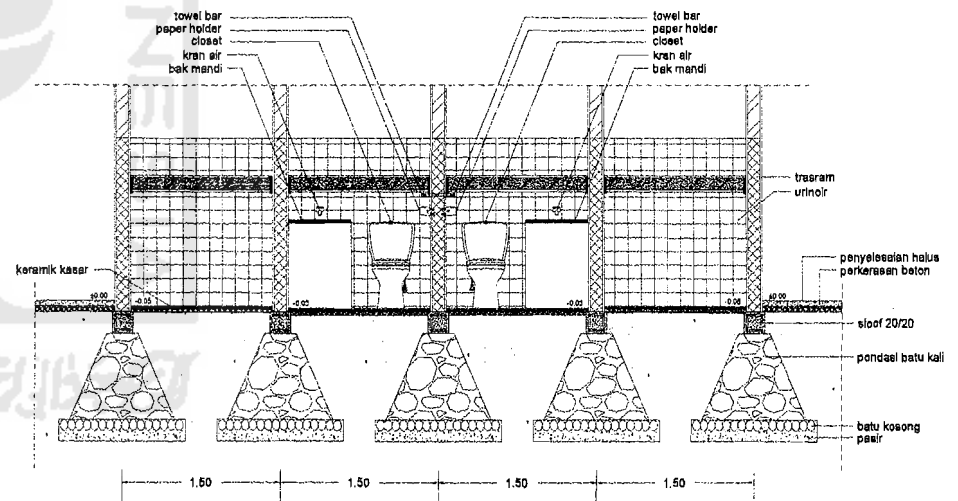 towel bar
paper holder
closet
kran air
bak mandi
towel bar
paper holder
closet
kran air
bak mandi
trasram
urinoir
keramik kasar
penyelesaian halus
perkerasan beton
±0.00
-0.05
-0.05
-0.05
-0.05
±0.00
sloof 20/20
pondasi batu kali
batu kosong
pasir
1.50
1.50
1.50
1.50